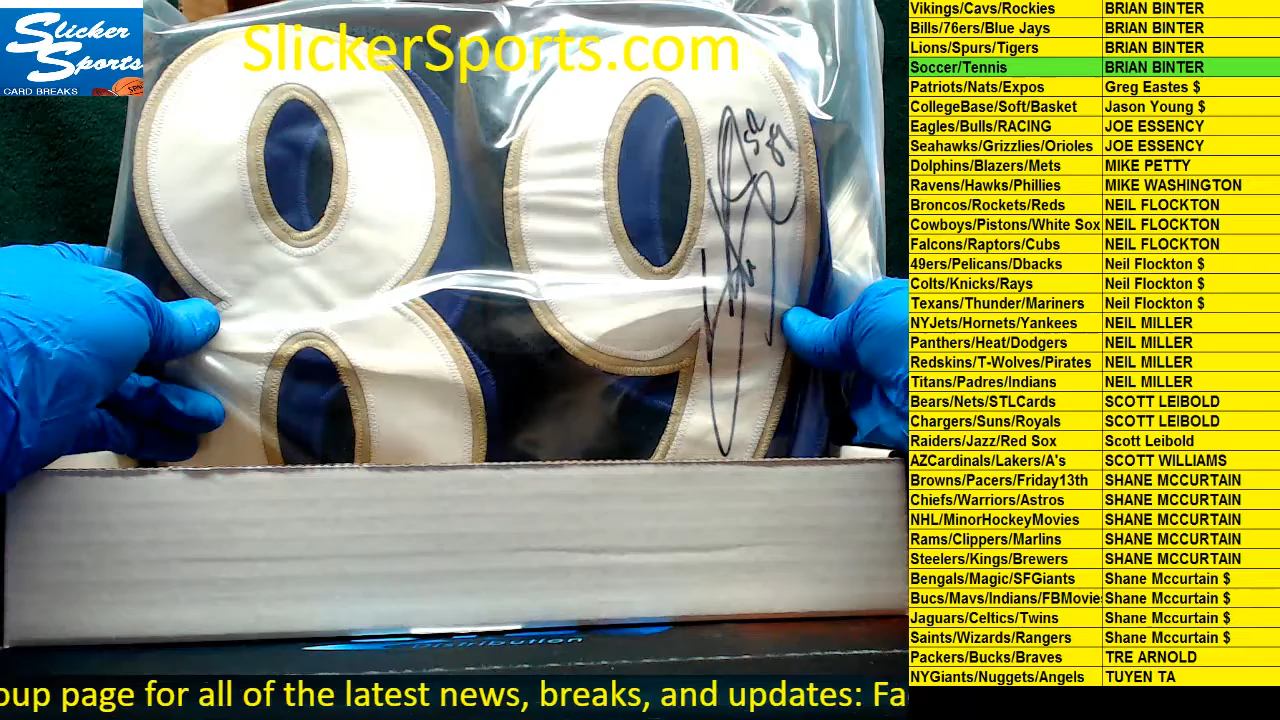 Slicker
Sports
CARD BREAKS
SlickerSports.com
89
Distribution
oup page for all of the latest news, breaks, and updates: Fa
Vikings/Cavs/Rockies BRIAN BINTER
Bills/76ers/Blue Jays BRIAN BINTER
Lions/Spurs/Tigers BRIAN BINTER
Soccer/Tennis BRIAN BINTER
Patriots/Nats/Expos Greg Eastes $
CollegeBase/Soft/Basket Jason Young $
Eagles/Bulls/RACING JOE ESSENCY
Seahawks/Grizzlies/Orioles JOE ESSENCY
Dolphins/Blazers/Mets MIKE PETTY
Ravens/Hawks/Phillies MIKE WASHINGTON
Broncos/Rockets/Reds NEIL FLOCKTON
Cowboys/Pistons/White Sox NEIL FLOCKTON
Falcons/Raptors/Cubs NEIL FLOCKTON
49ers/Pelicans/Dbacks Neil Flockton $
Colts/Knicks/Rays Neil Flockton $
Texans/Thunder/Mariners Neil Flockton $
NYJets/Hornets/Yankees NEIL MILLER
Panthers/Heat/Dodgers NEIL MILLER
Redskins/T-Wolves/Pirates NEIL MILLER
Titans/Padres/Indians NEIL MILLER
Bears/Nets/STLCards SCOTT LEIBOLD
Chargers/Suns/Royals SCOTT LEIBOLD
Raiders/Jazz/Red Sox Scott Leibold
AZCardinals/Lakers/A's SCOTT WILLIAMS
Browns/Pacers/Friday13th SHANE MCCURTAIN
Chiefs/Warriors/Astros SHANE MCCURTAIN
NHL/MinorHockeyMovies SHANE MCCURTAIN
Rams/Clippers/Marlins SHANE MCCURTAIN
Steelers/Kings/Brewers SHANE MCCURTAIN
Bengals/Magic/SFGiants Shane Mccurtain $
Bucs/Mavs/Indians/FBMovie Shane Mccurtain $
Jaguars/Celtics/Twins Shane Mccurtain $
Saints/Wizards/Rangers Shane Mccurtain $
Packers/Bucks/Braves TRE ARNOLD
NYGiants/Nuggets/Angels TUYEN TA